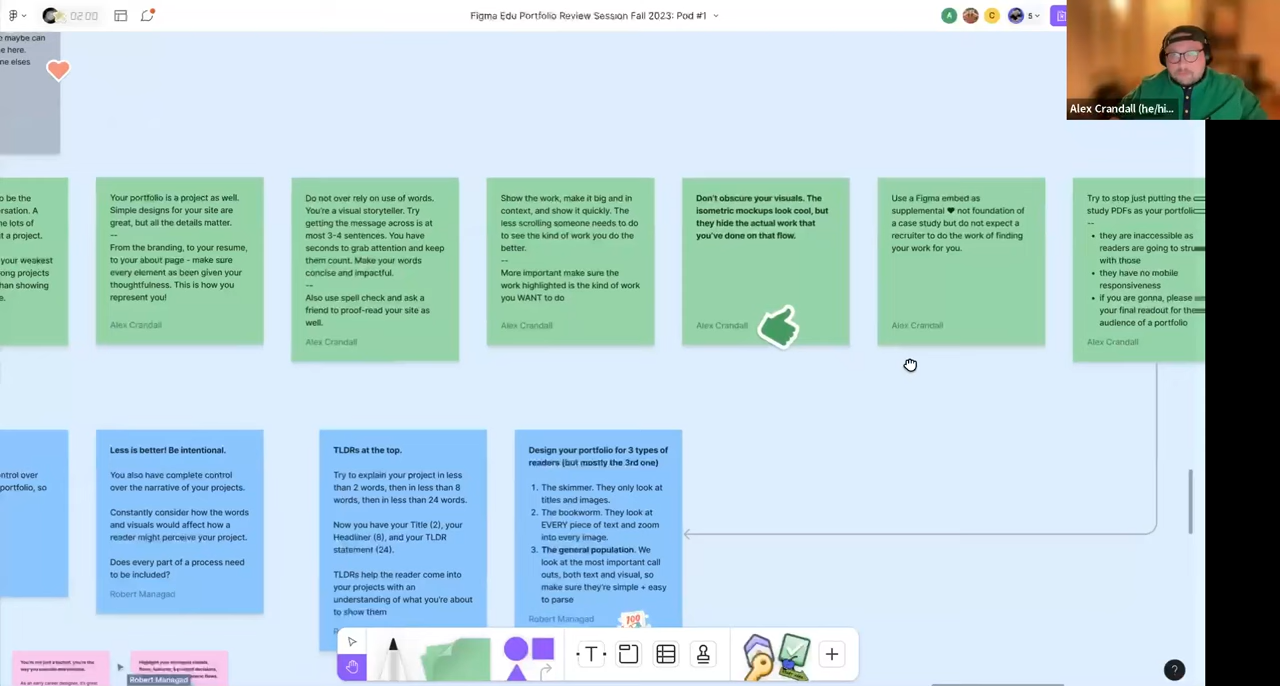 02:00
Figma Edu Portfolio Review Session Fall 2023: Pod #1
A
C
5
Alex Crandall (he/hi...
e maybe can
e here.
ne elses
o be the
rsation. A
e lots of
t a project.
your weakest
ong projects
han showing
e.
Your portfolio is a project as well.
Simple designs for your site are
great, but all the details matter.
--
From the branding, to your resume,
to your about page - make sure
every element as been given your
thoughtfulness. This is how you
represent you!
Alex Crandall
Do not over rely on use of words.
You're a visual storyteller. Try
getting the message across is at
most 3-4 sentences. You have
seconds to grab attention and keep
them count. Make your words
concise and impactful.
--
Also use spell check and ask a
friend to proof-read your site as
well.
Alex Crandall
Show the work, make it big and in
context, and show it quickly. The
less scrolling someone needs to do
to see the kind of work you do the
better.
--
More important make sure the
work highlighted is the kind of work
you WANT to do
Alex Crandall
Don't obscure your visuals. The
isometric mockups look cool, but
they hide the actual work that
you've done on that flow.
Alex Crandall
Use a Figma embed as
supplemental ♥ not foundation of
a case study but do not expect a
recruiter to do the work of finding
your work for you.
Alex Crandall
Try to stop just putting the
study PDFs as your portfolio
--
• they are inaccessible as
readers are going to stru
with those
• they have no mobile
responsiveness
• if you are gonna, please
your final readout for the
audience of a portfolio
Alex Crandall
ntrol over
portfolio, so
Less is better! Be intentional.
You also have complete control
over the narrative of your projects.
Constantly consider how the words
and visuals would affect how a
reader might perceive your project.
Does every part of a process need
to be included?
Robert Managad
TLDRs at the top.
Try to explain your project in less
than 2 words, then in less than 8
words, then in less than 24 words.
Now you have your Title (2), your
Headliner (8), and your TLDR
statement (24).
TLDRs help the reader come into
your projects with an
understanding of what you're about
to show them
R
Design your portfolio for 3 types of
readers (but mostly the 3rd one)
1. The skimmer. They only look at
titles and images.
2. The bookworm. They look at
EVERY piece of text and zoom
into every image.
3. The general population. We
look at the most important call
outs, both text and visual, so
make sure they're simple + easy
to parse
Robert Managad
100
You're not just a student, you're the
Robert Managad
T
?